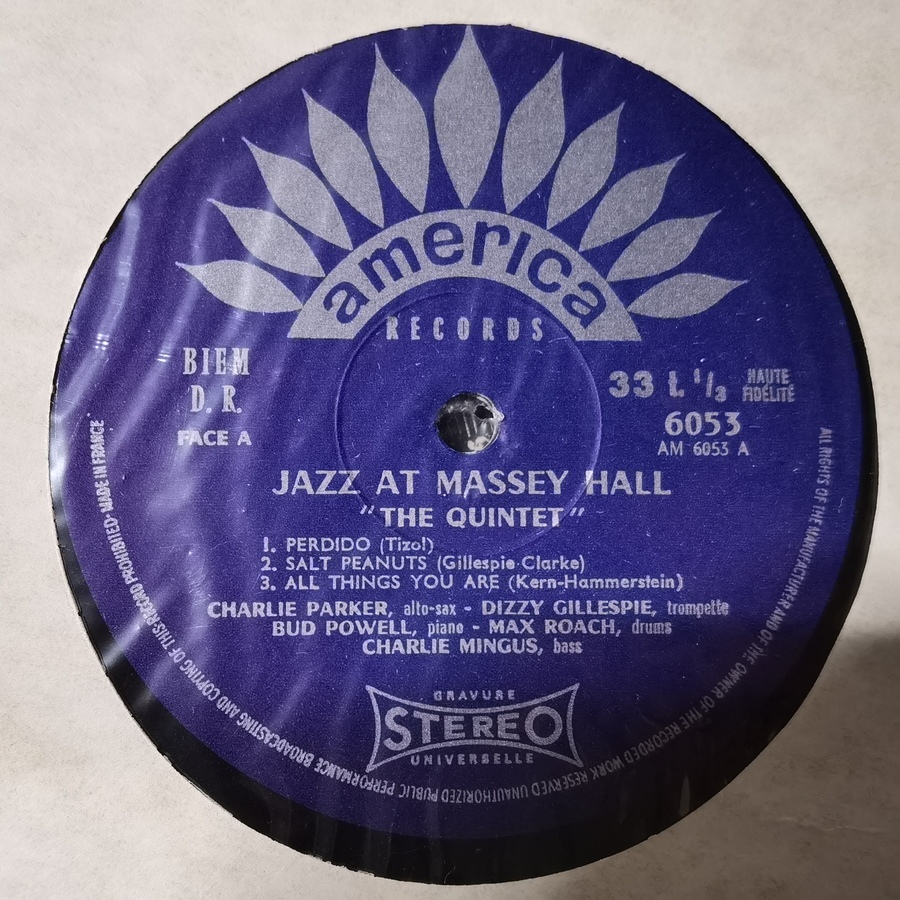 america
RECORDS
BIEM
D. R.
FACE A
33 t. 1/3 HAUTE FIDÉLITÉ
6053
AM 6053 A
JAZZ AT MASSEY HALL
"THE QUINTET"
1. PERDIDO (Tizol)
2. SALT PEANUTS (Gillespie-Clarke)
3. ALL THINGS YOU ARE (Kern-Hammerstein)
CHARLIE PARKER, alto-sax - DIZZY GILLESPIE, trompette
BUD POWELL, piano - MAX ROACH, drums
CHARLIE MINGUS, bass
GRAVURE
STEREO
UNIVERSELLE
ALL RIGHTS OF THE MANUFACTURER AND OF THE OWNER OF THE RECORDED WORK RESERVED UNAUTHORIZED PUBLIC PERFORMANCE BROADCASTING AND COPYING OF THIS RECORD PROHIBITED - MADE IN FRANCE